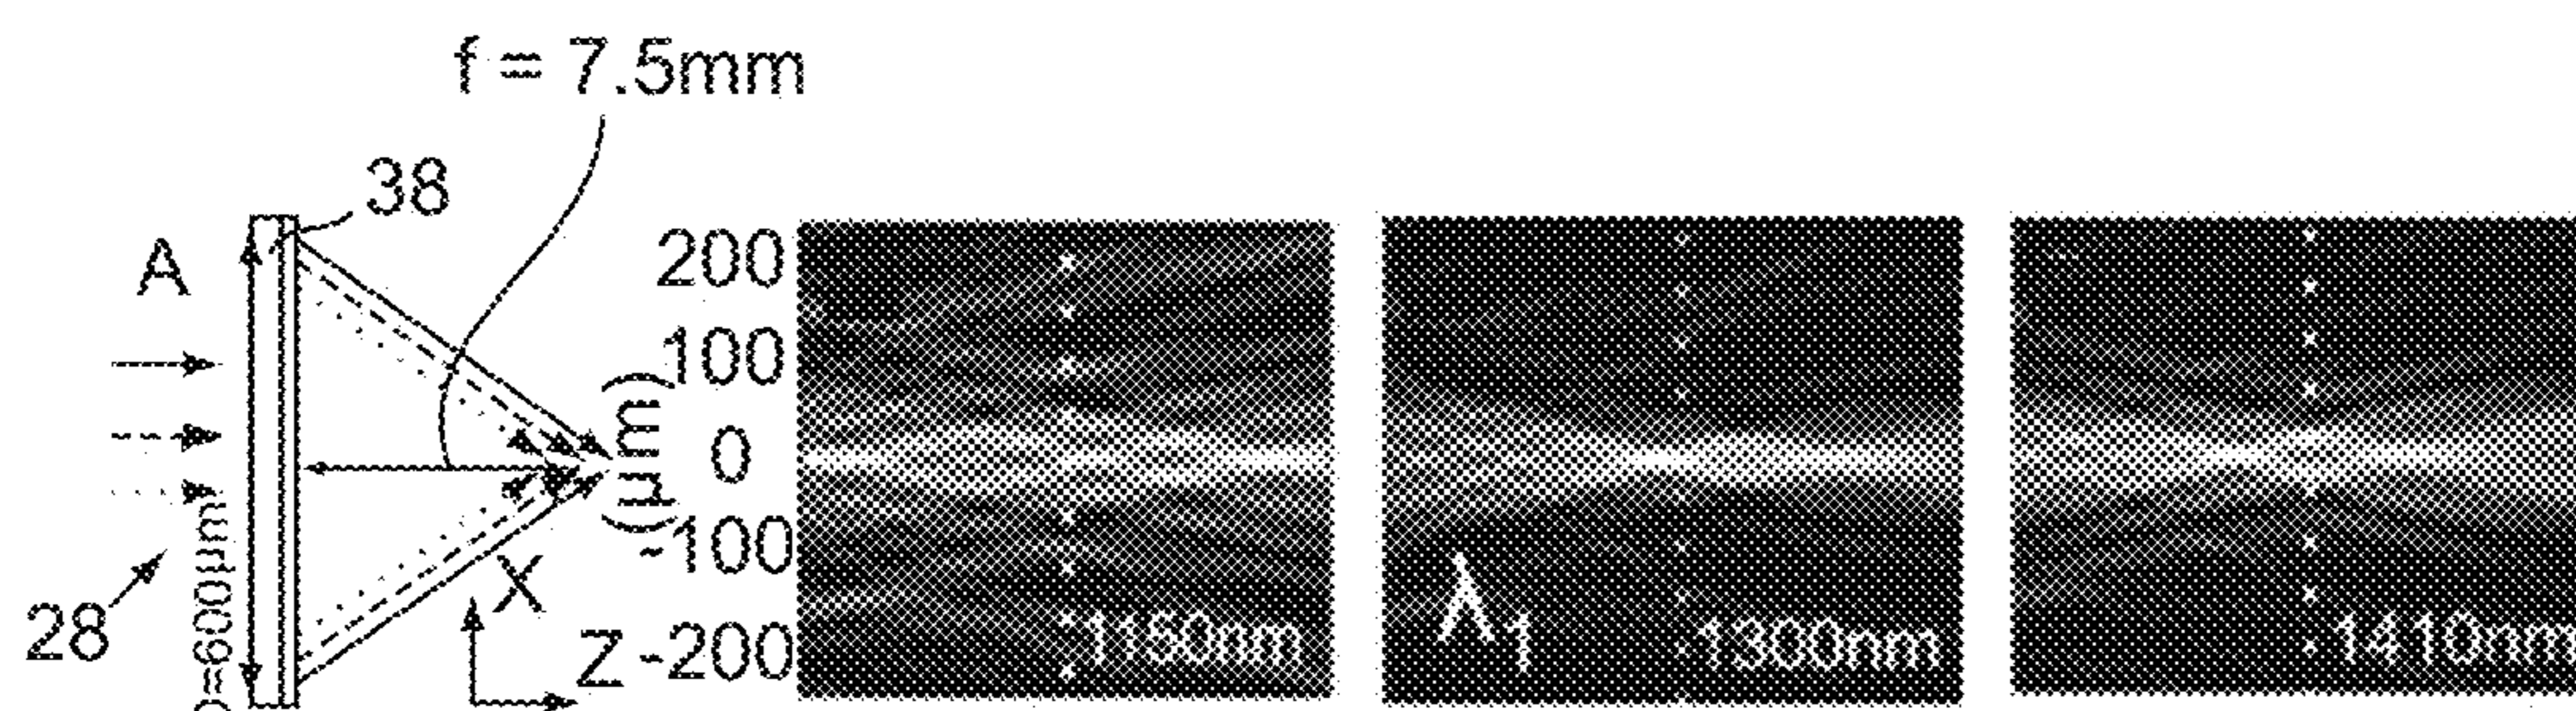 f = 7.5mm
38
A
28
D=600μm
X
Z
(μm)
200
100
0
-100
-200
1150nm
λ1
1300nm
1410nm